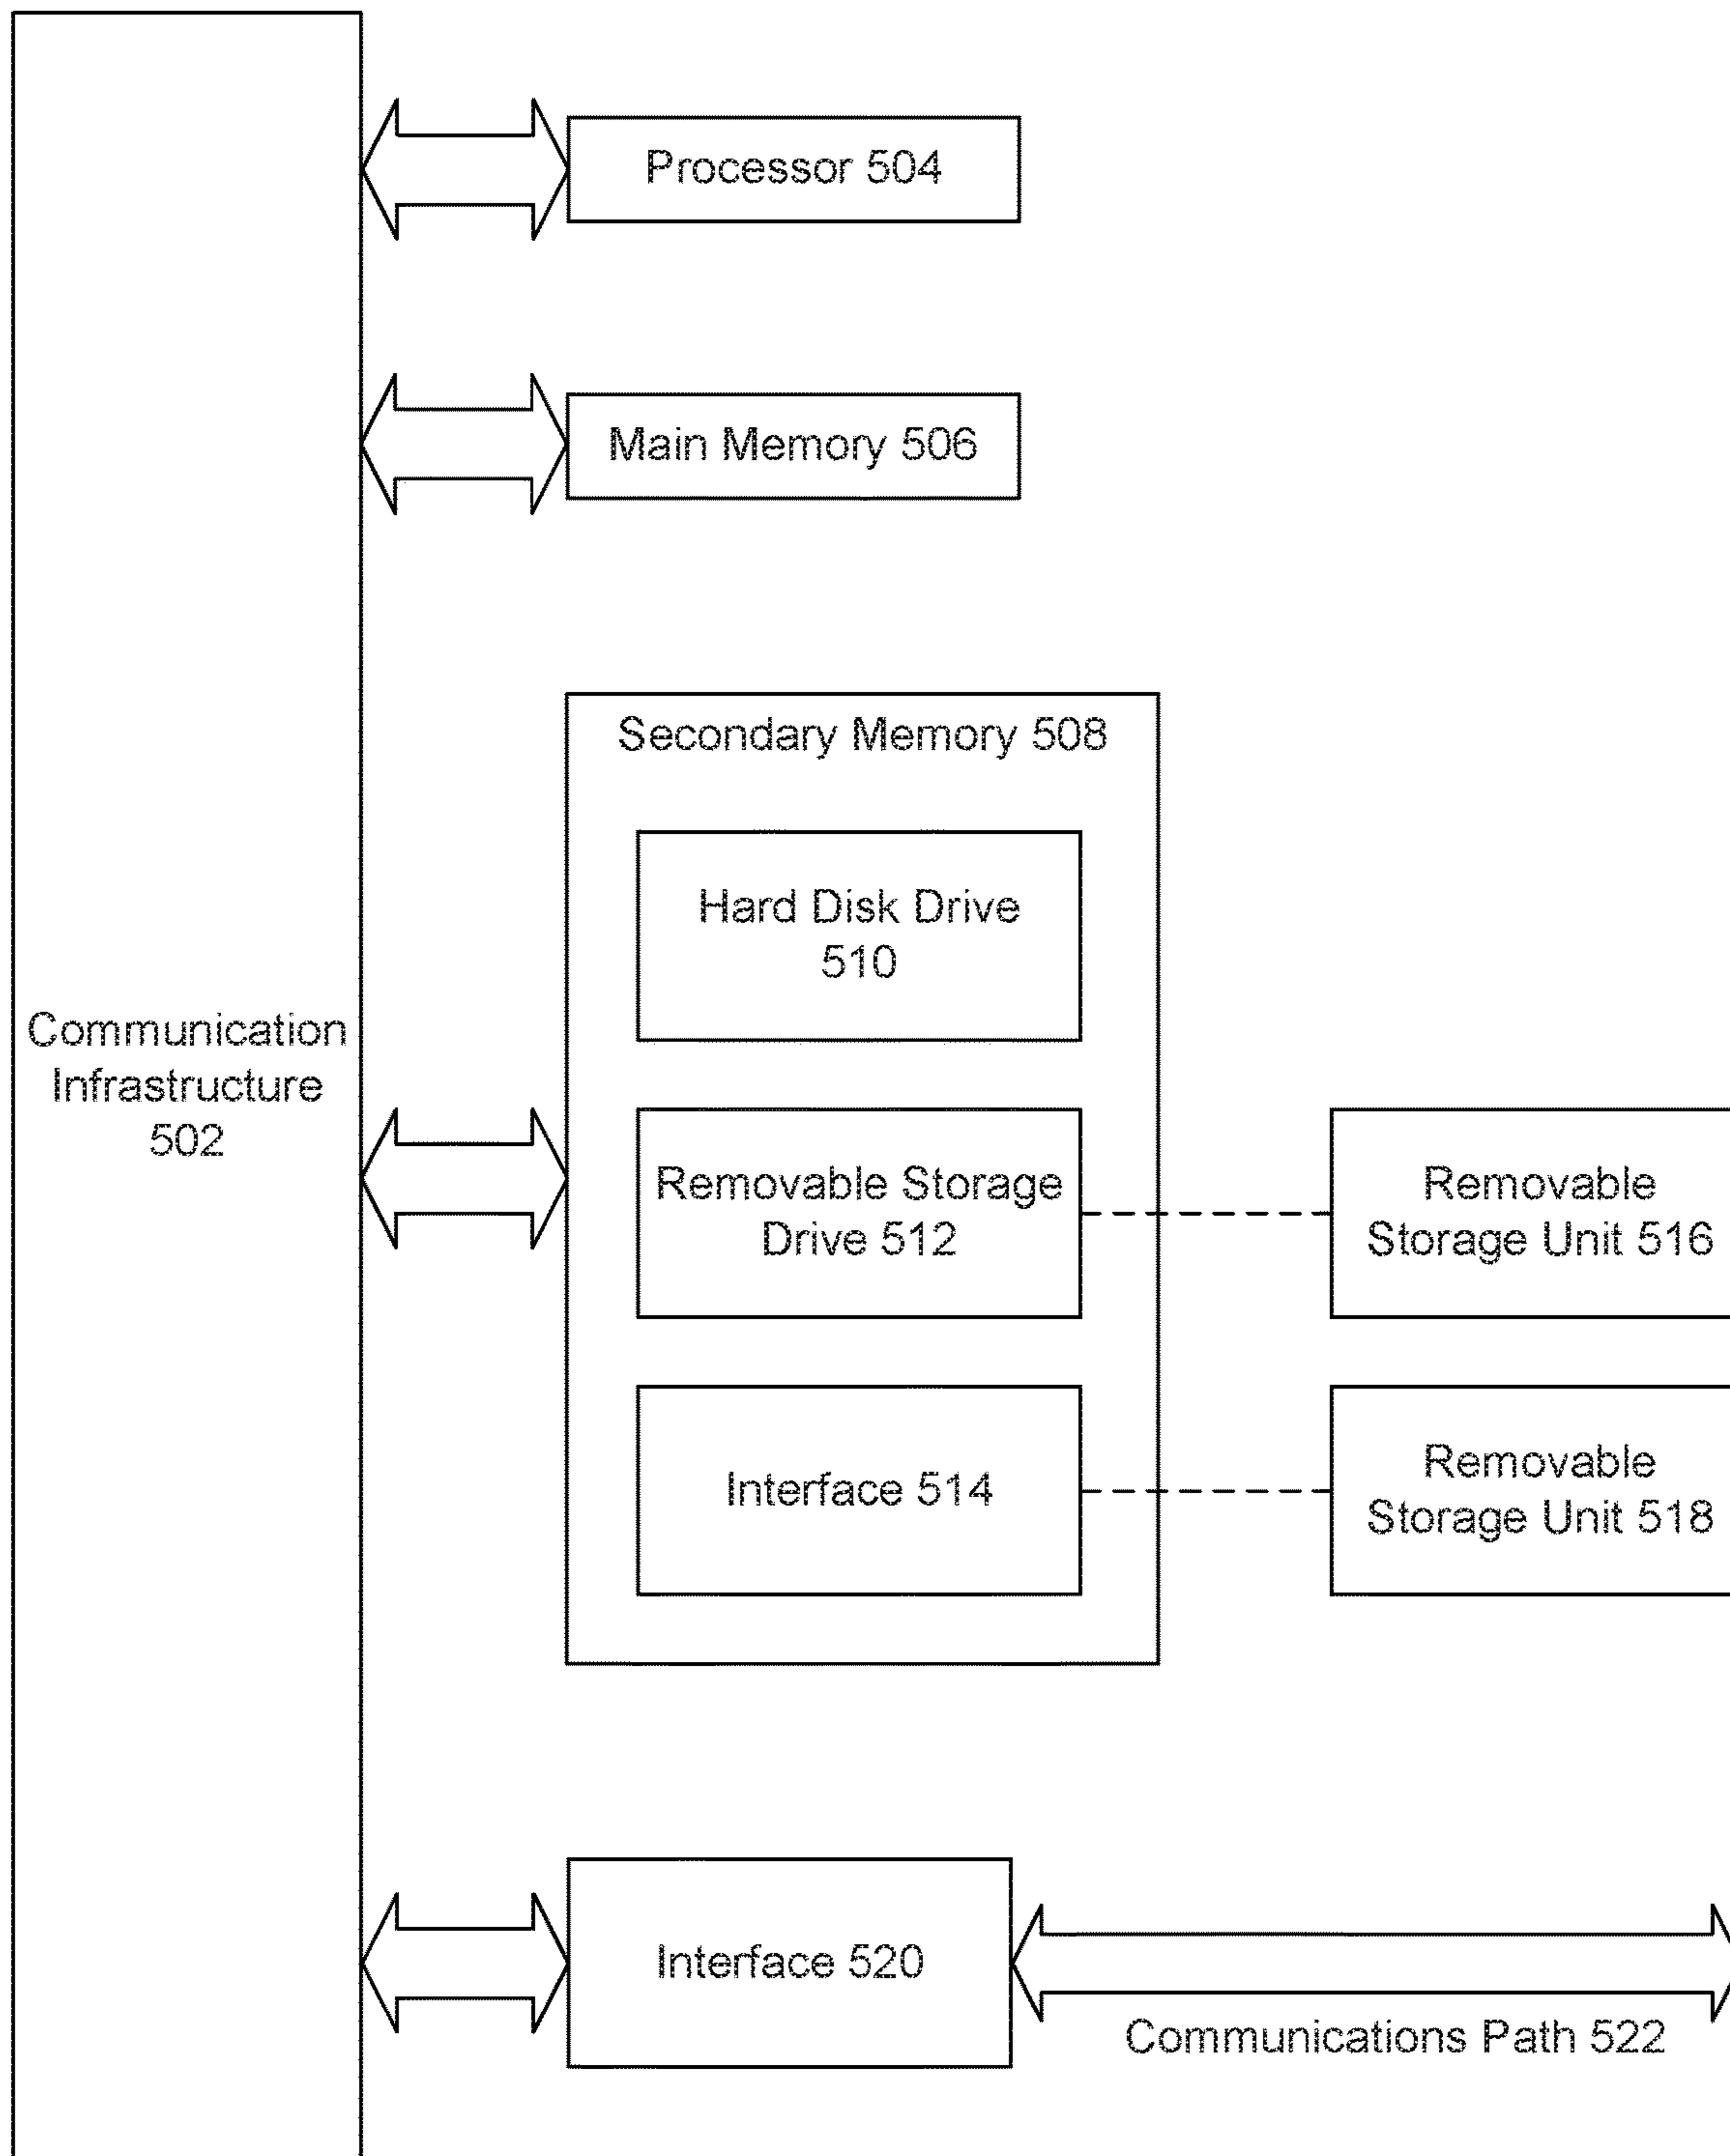 Processor 504
Main Memory 506
Secondary Memory 508
Hard Disk Drive
510
Communication
Infrastructure
502
Removable Storage
Drive 512
Removable
Storage Unit 516
Interface 514
Removable
Storage Unit 518
Interface 520
Communications Path 522